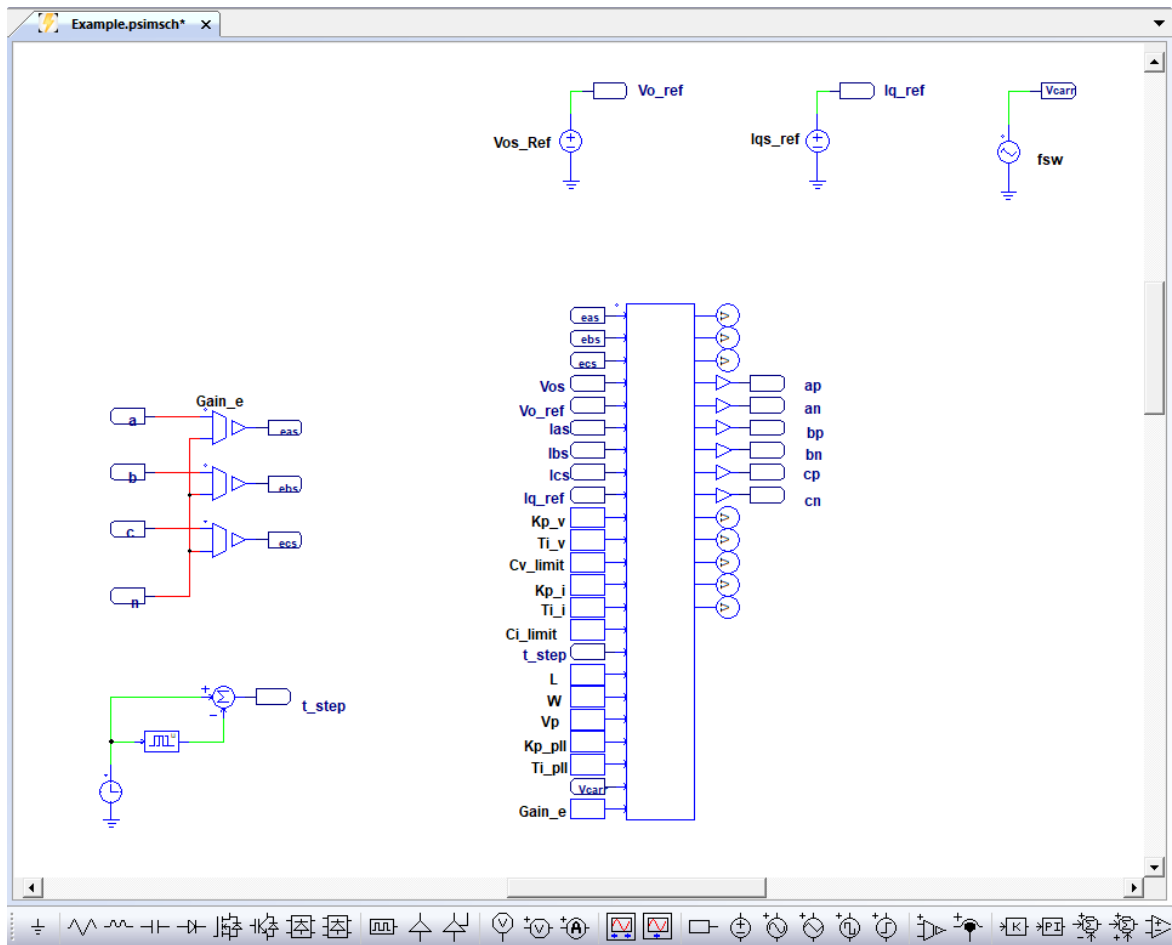 Example.psimsch*
Vo_ref
Iq_ref
Vcarr
Vos_Ref
Iqs_ref
fsw
eas
ebs
ecs
Vos
Vo_ref
Ias
Ibs
Ics
Iq_ref
Kp_v
Ti_v
Cv_limit
Kp_i
Ti_i
Ci_limit
t_step
L
W
Vp
Kp_pll
Ti_pll
Vcarr
Gain_e
ap
an
bp
bn
cp
cn
Gain_e
a
eas
b
ebs
c
ecs
n
t_step
V
V
A
K
PI